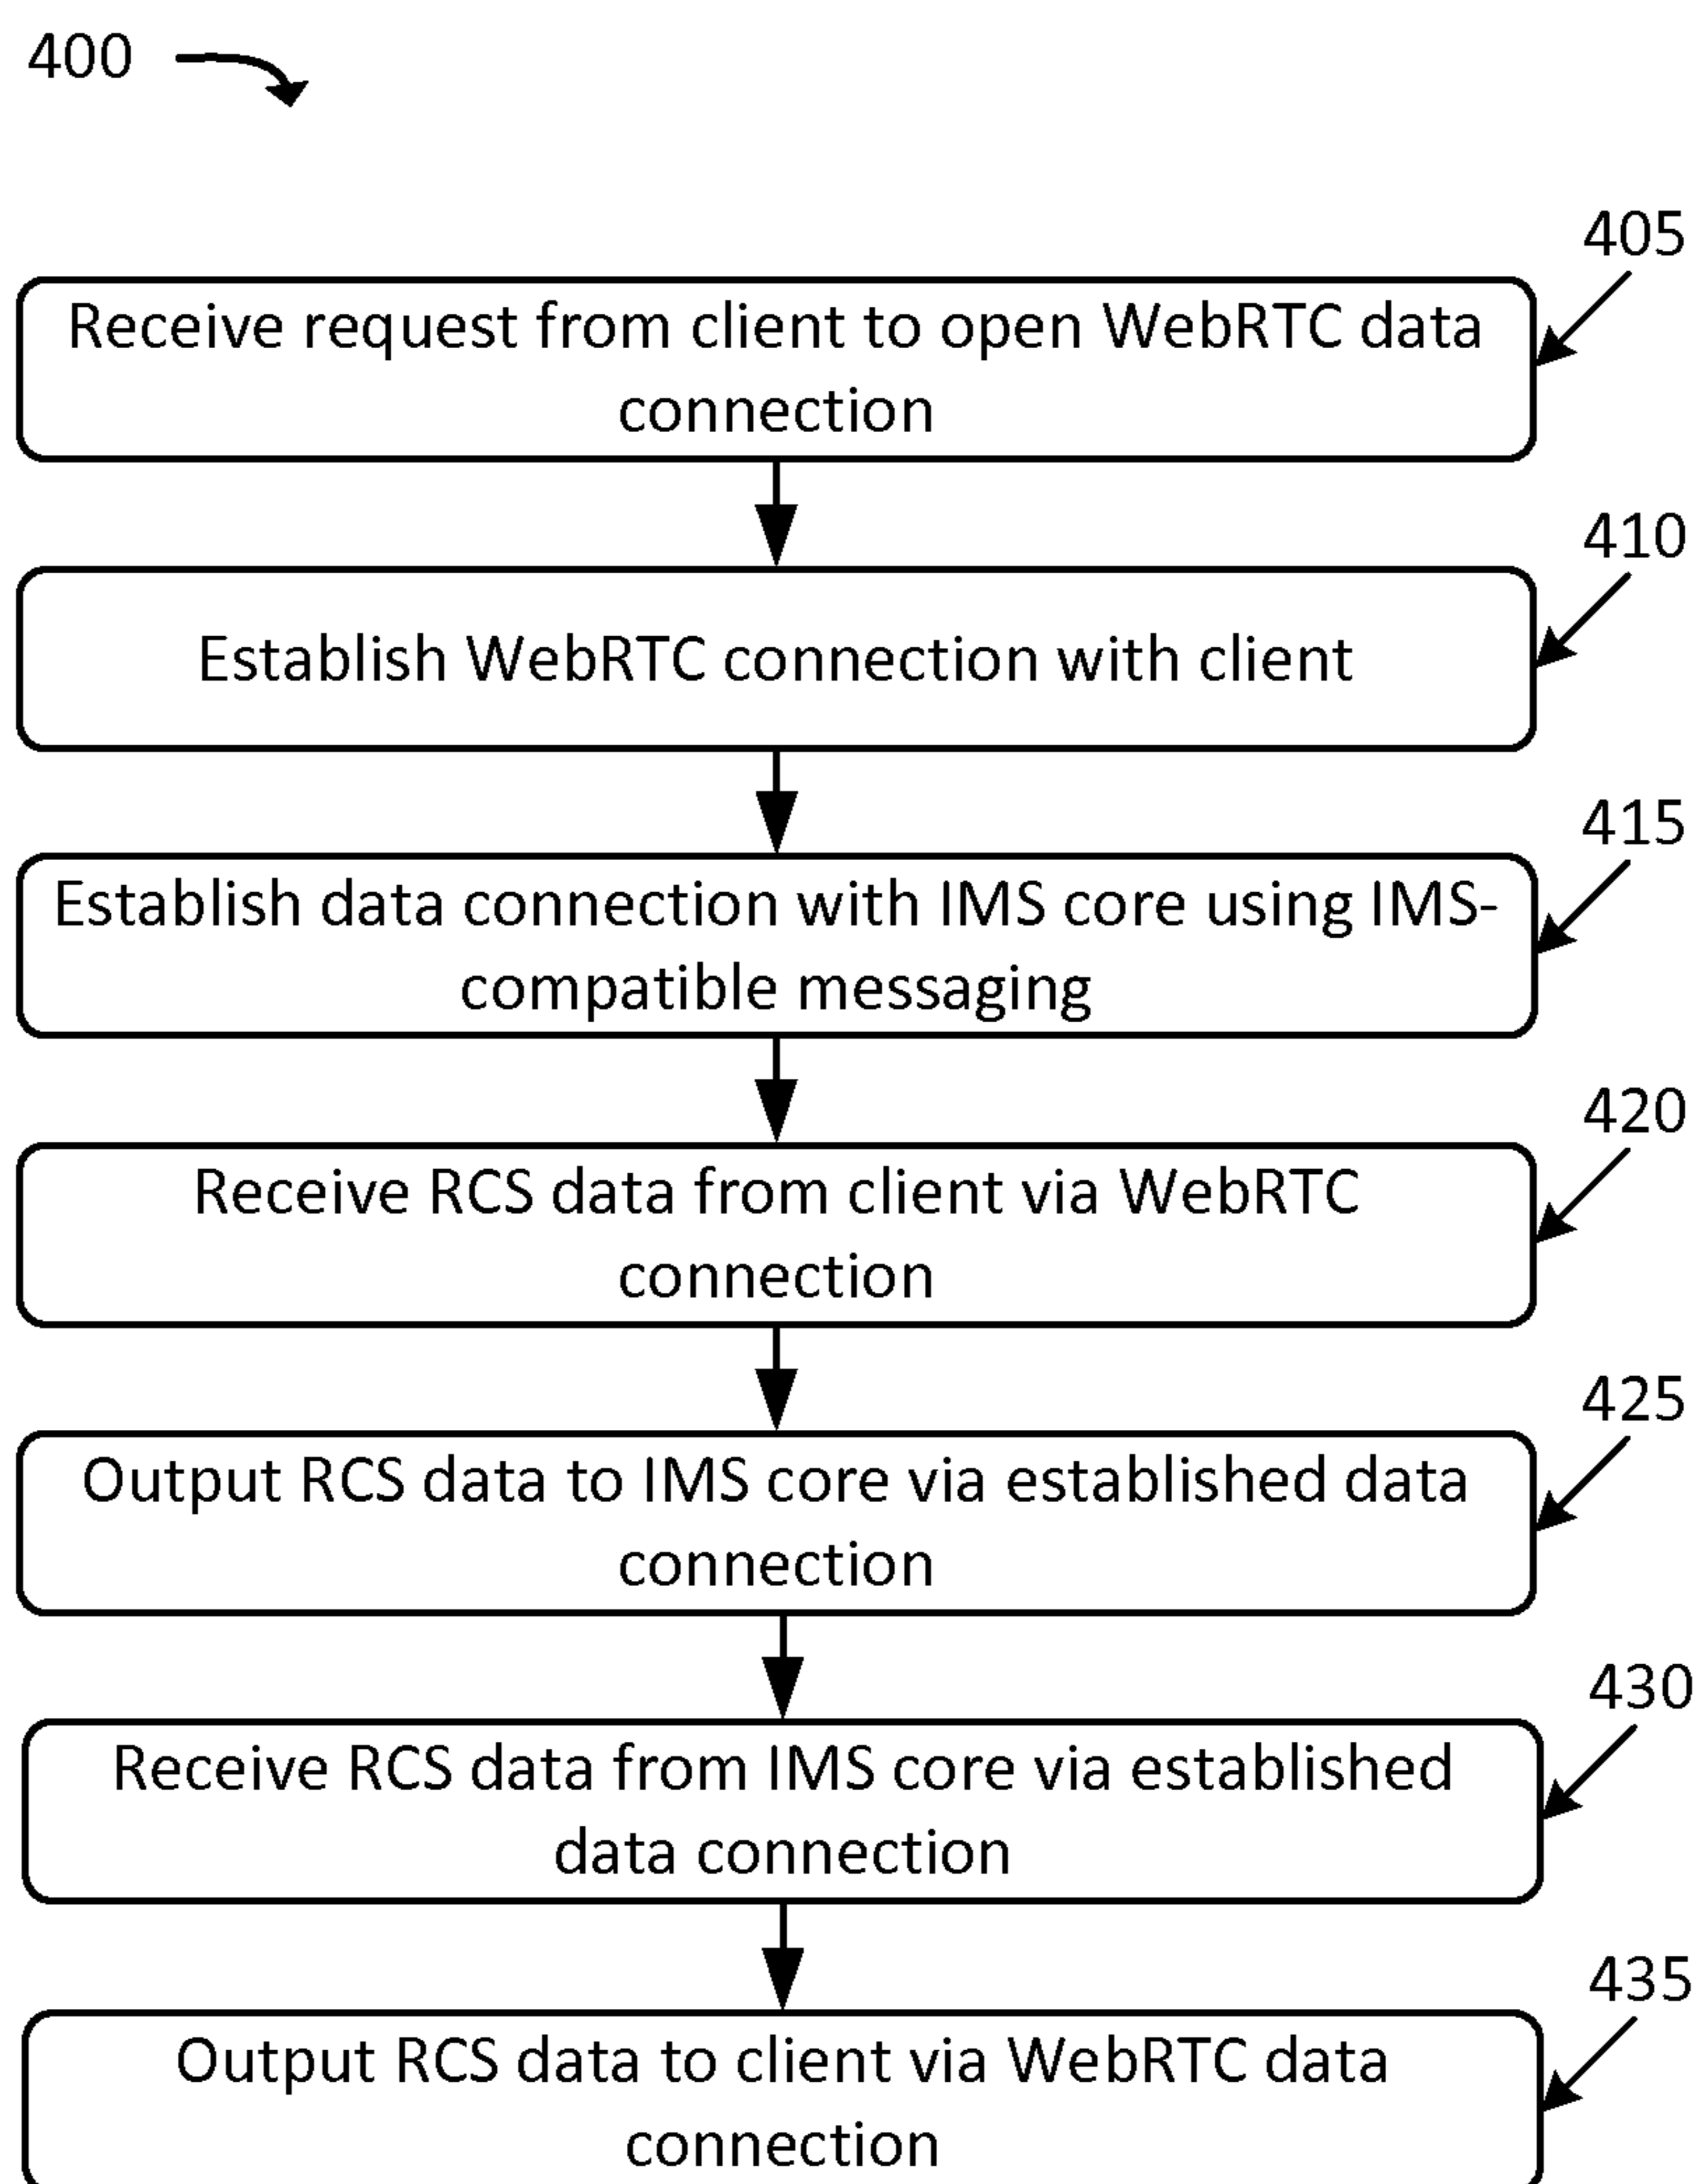 400
405
Receive request from client to open WebRTC data
connection
410
Establish WebRTC connection with client
415
Establish data connection with IMS core using IMS-
compatible messaging
420
Receive RCS data from client via WebRTC
connection
425
Output RCS data to IMS core via established data
connection
430
Receive RCS data from IMS core via established
data connection
435
Output RCS data to client via WebRTC data
connection